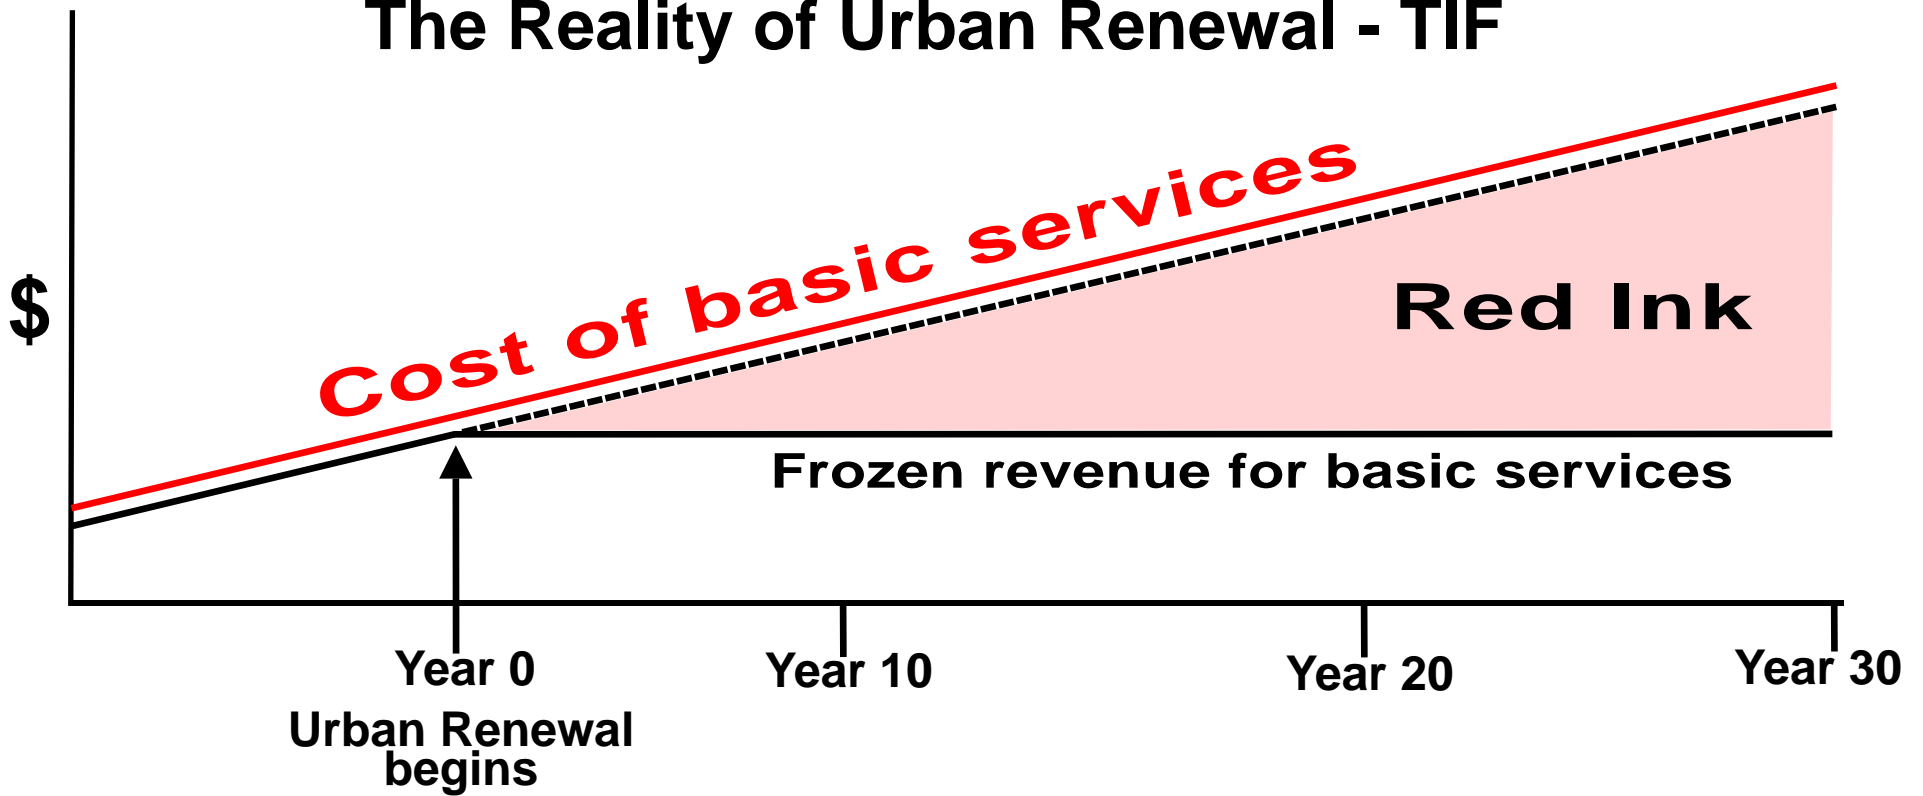 The Reality of Urban Renewal - TIF
Cost of basic services
$
Red Ink
Frozen revenue for basic services
Year 0
Year 10
Year 20
Year 30
Urban Renewal
begins